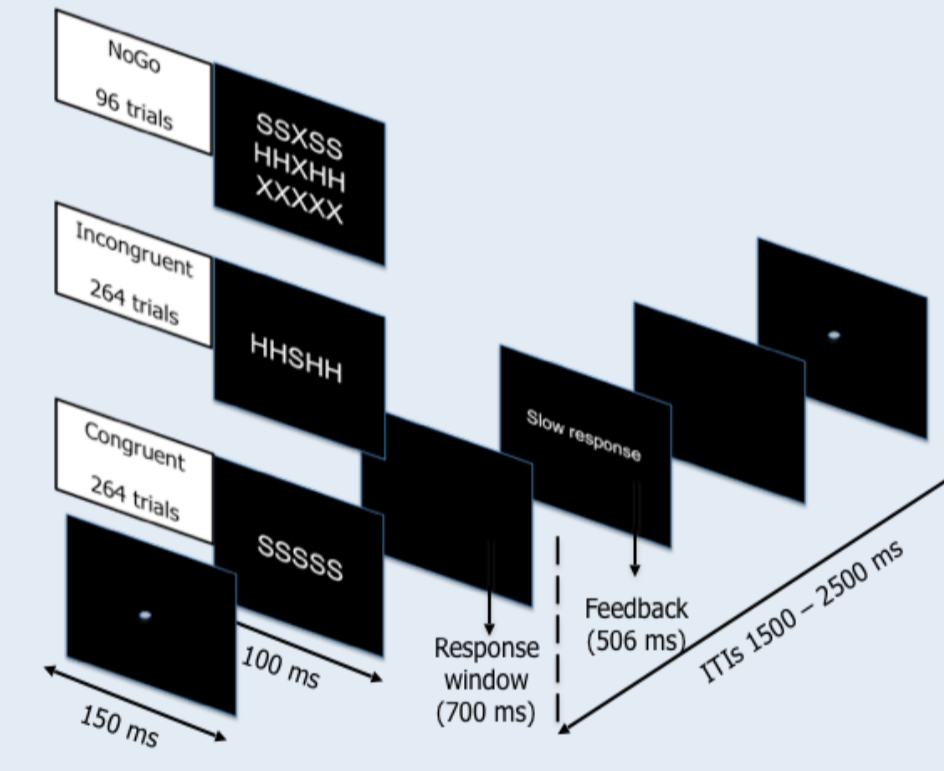 NoGo
96 trials
SSXSS
HHXHH
XXXXX
Incongruent
264 trials
HHSHH
Congruent
264 trials
SSSSS
Slow response
150 ms
100 ms
Response
window
(700 ms)
Feedback
(506 ms)
ITIs 1500 – 2500 ms